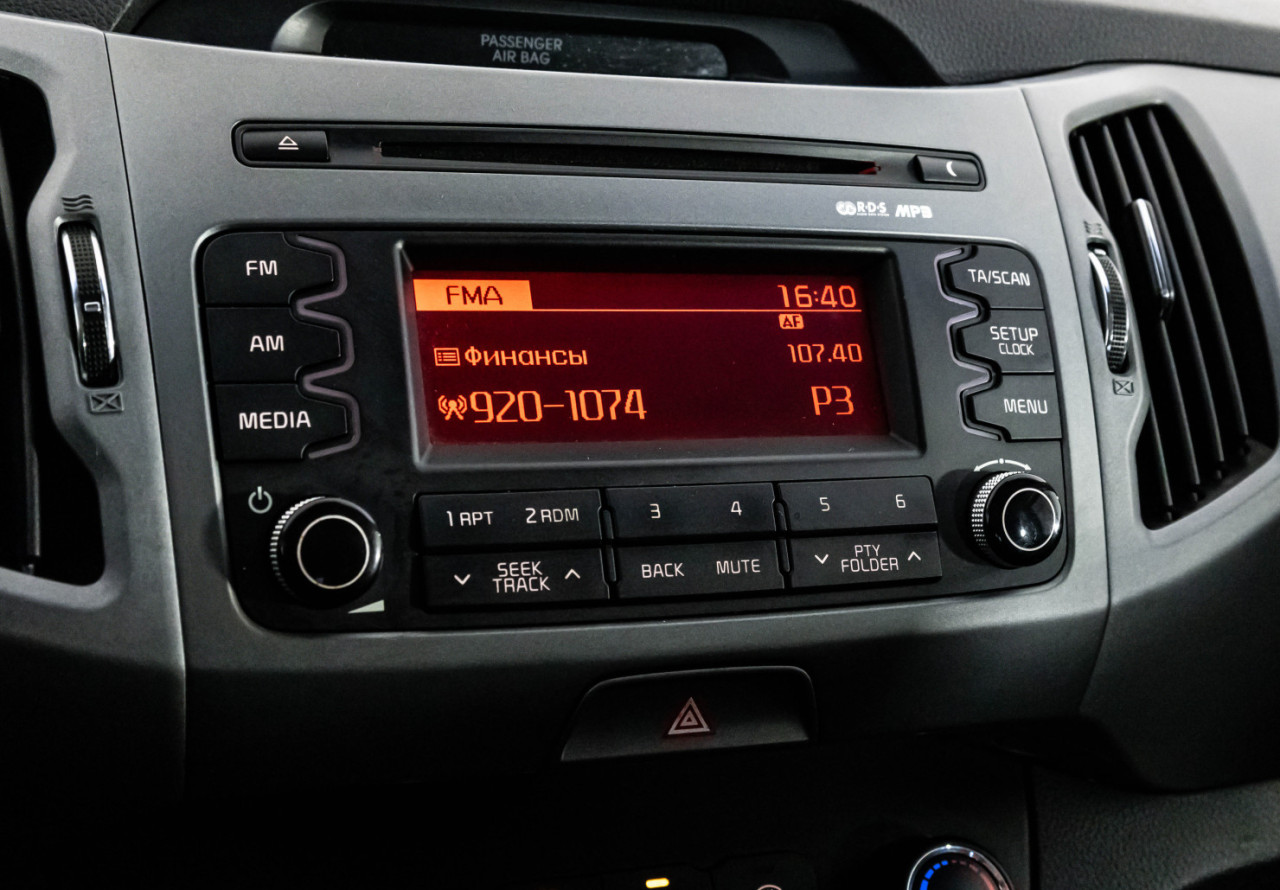 PASSENGER
AIR BAG
R·D·S MP3
FM
AM
MEDIA
FMA 16:40
AF
Финансы 107.40
920-1074 P3
TA/SCAN
SETUP
CLOCK
MENU
1 RPT 2 RDM 3 4 5 6
SEEK
TRACK
BACK MUTE
PTY
FOLDER